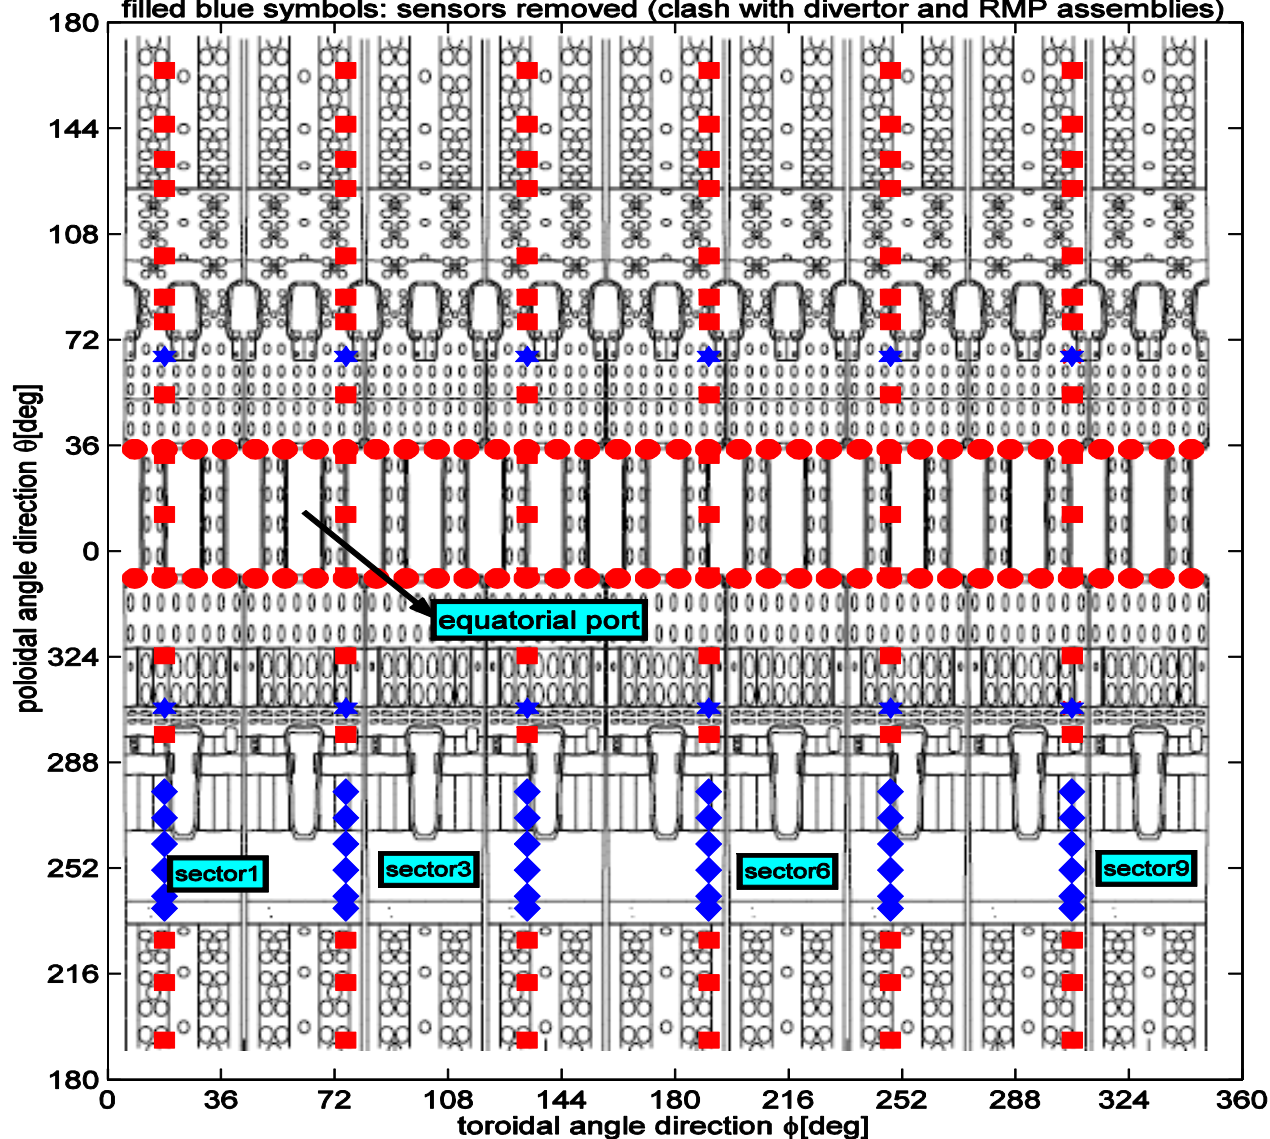 filled blue symbols: sensors removed (clash with divertor and RMP assemblies)
180
144
108
72
36
0
324
288
252
216
180
poloidal angle direction θ[deg]
equatorial port
sector1
sector3
sector6
sector9
0 36 72 108 144 180 216 252 288 324 360
toroidal angle direction ϕ[deg]